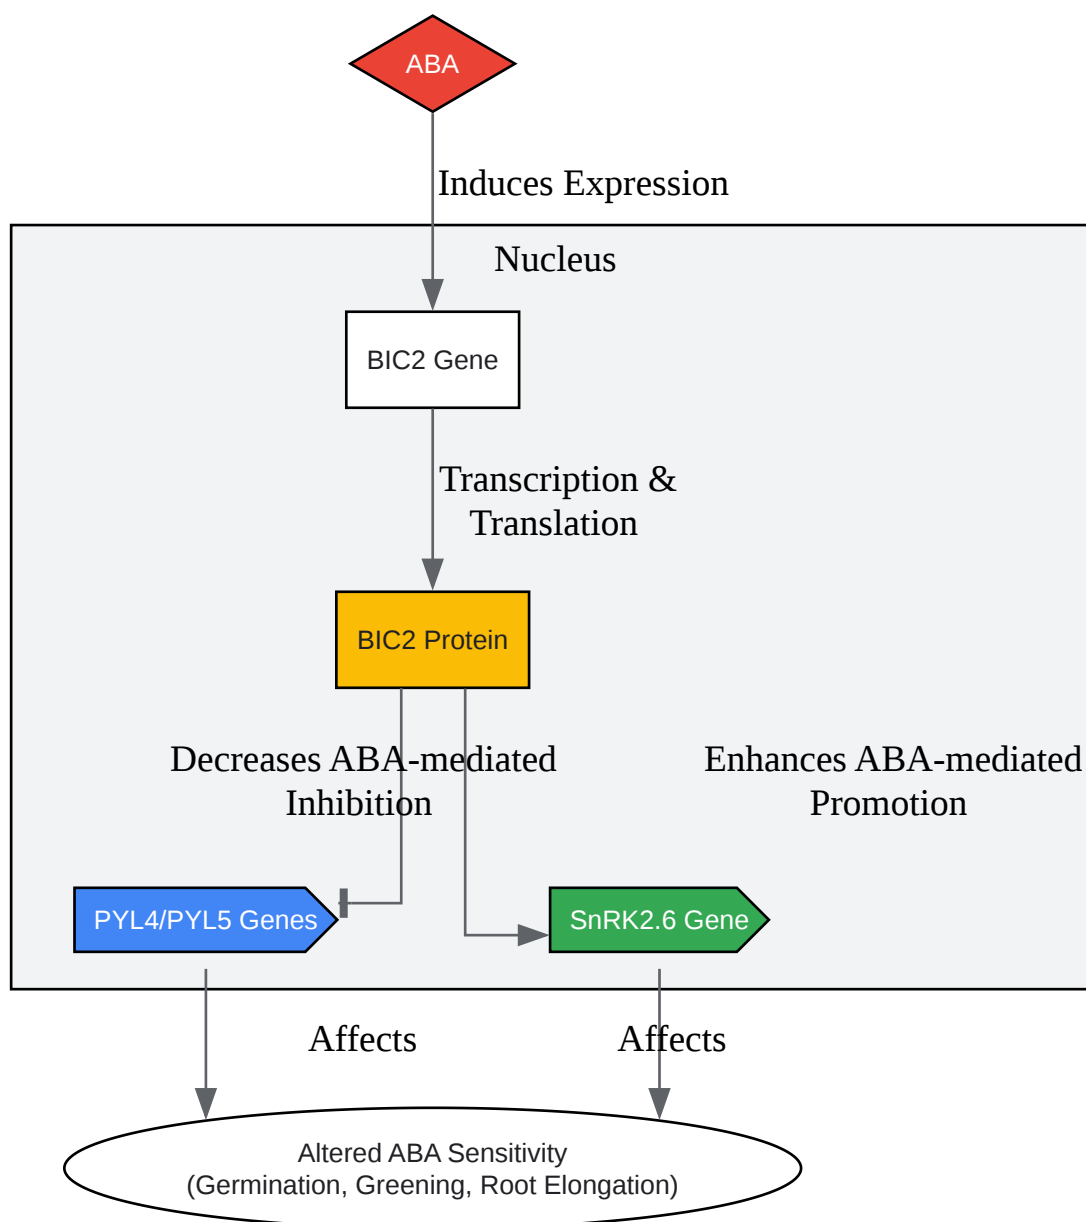 ABA
Induces Expression
Nucleus
BIC2 Gene
Transcription &
Translation
BIC2 Protein
Decreases ABA-mediated
Inhibition
Enhances ABA-mediated
Promotion
PYL4/PYL5 Genes
SnRK2.6 Gene
Affects
Affects
Altered ABA Sensitivity
(Germination, Greening, Root Elongation)